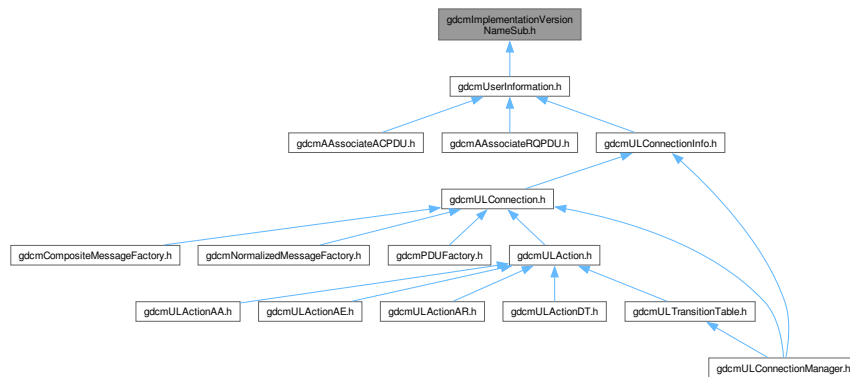 gdcmImplementationVersion
NameSub.h
gdcmUserInformation.h
gdcmAAssociateACPDU.h
gdcmAAssociateRQPDU.h
gdcmULConnectionInfo.h
gdcmULConnection.h
gdcmCompositeMessageFactory.h
gdcmNormalizedMessageFactory.h
gdcmPDUFactory.h
gdcmULAction.h
gdcmULActionAA.h
gdcmULActionAE.h
gdcmULActionAR.h
gdcmULActionDT.h
gdcmULTransitionTable.h
gdcmULConnectionManager.h